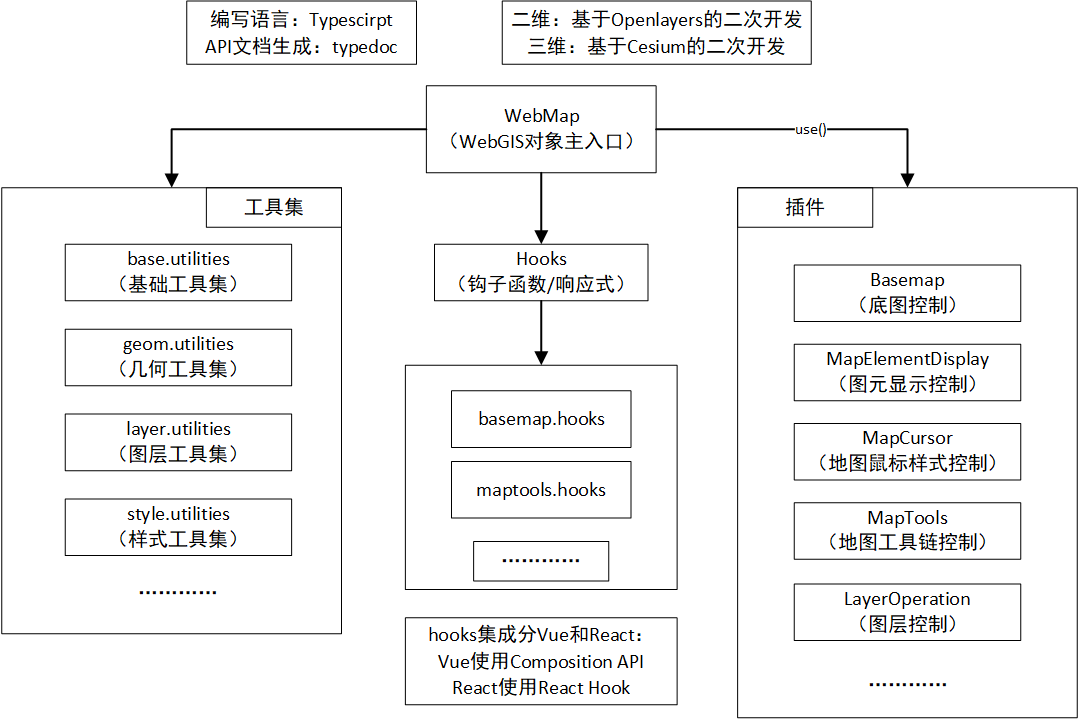 编写语言：Typescirpt
API文档生成：typedoc
二维：基于Openlayers的二次开发
三维：基于Cesium的二次开发
WebMap
（WebGIS对象主入口）
use()
工具集
base.utilities
（基础工具集）
geom.utilities
（几何工具集）
layer.utilities
（图层工具集）
style.utilities
（样式工具集）
…………
Hooks
（钩子函数/响应式）
basemap.hooks
maptools.hooks
…………
hooks集成分Vue和React：
Vue使用Composition API
React使用React Hook
插件
Basemap
（底图控制）
MapElementDisplay
（图元显示控制）
MapCursor
（地图鼠标样式控制）
MapTools
（地图工具链控制）
LayerOperation
（图层控制）
…………